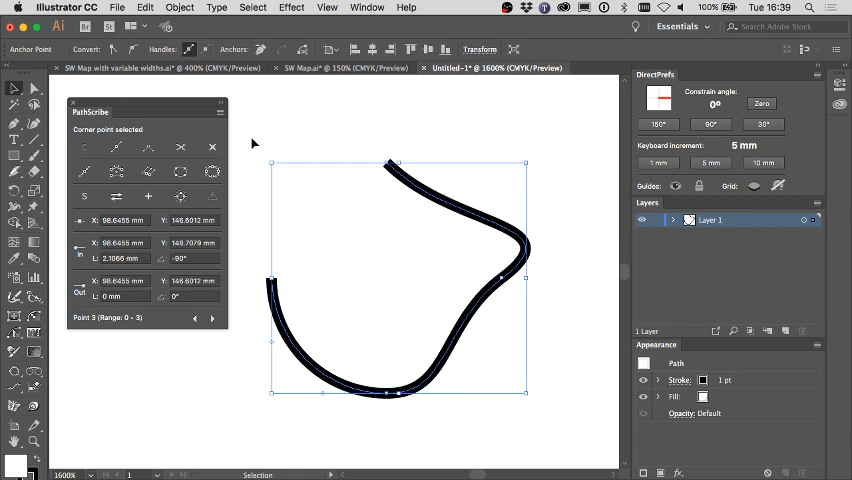 Illustrator CC File Edit Object Type Select Effect View Window Help 100% Tue 16:39
Ai Br St Essentials Search Adobe Stock
Anchor Point Convert: Handles: Anchors: Transform
× SW Map with variable widths.ai* @ 400% (CMYK/Preview) × SW Map.ai* @ 150% (CMYK/Preview) × Untitled-1* @ 1600% (CMYK/Preview)
PathScribe
Corner point selected
C
S
X: 98.6455 mm Y: 146.6012 mm
X: 98.6455 mm Y: 148.7079 mm
In L: 2.1066 mm -90°
X: 98.6455 mm Y: 146.6012 mm
Out L: 0 mm 0°
Point 3 (Range: 0 - 3)
DirectPrefs
Constrain angle:
0° Zero
150° 90° 30°
Keyboard increment: 5 mm
1 mm 5 mm 10 mm
Guides: Grid:
Layers
Layer 1
1 Layer
Appearance
Path
Stroke: 1 pt
Fill:
Opacity: Default
fx
1600% 1 Selection